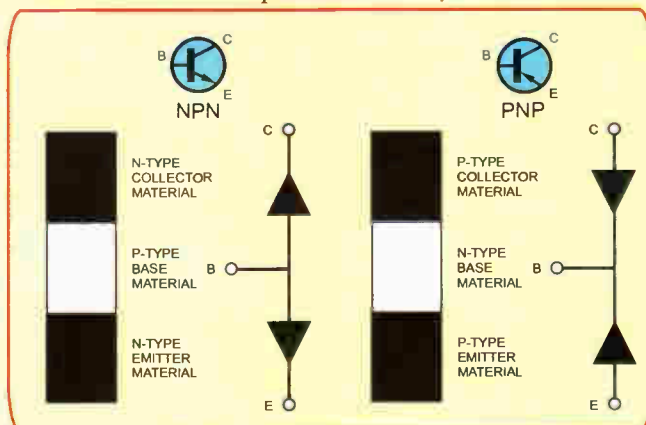 C
B
E
NPN
C
B
E
PNP
C
N-TYPE
COLLECTOR
MATERIAL
P-TYPE
BASE
MATERIAL
B
N-TYPE
EMITTER
MATERIAL
E
C
P-TYPE
COLLECTOR
MATERIAL
N-TYPE
BASE
MATERIAL
B
P-TYPE
EMITTER
MATERIAL
E